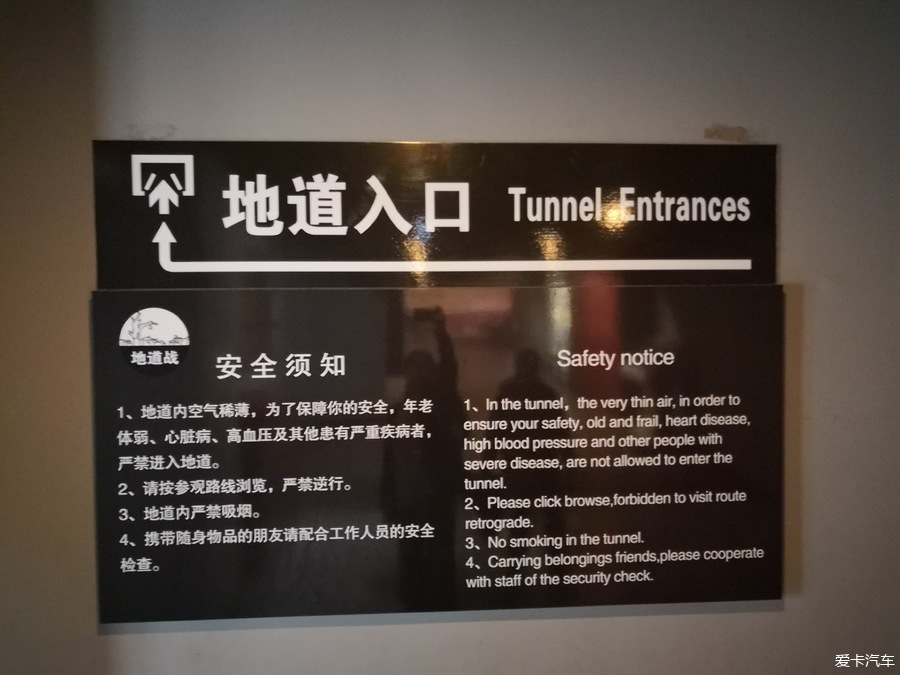 地道入口 Tunnel Entrances
地道战
安全须知
1、地道内空气稀薄，为了保障你的安全，年老
体弱、心脏病、高血压及其他患有严重疾病者，
严禁进入地道。
2、请按参观路线浏览，严禁逆行。
3、地道内严禁吸烟。
4、携带随身物品的朋友请配合工作人员的安全
检查。
Safety notice
1、In the tunnel，the very thin air, in order to
ensure your safety, old and frail, heart disease,
high blood pressure and other people with
severe disease, are not allowed to enter the
tunnel.
2、Please click browse,forbidden to visit route
retrograde.
3、No smoking in the tunnel.
4、Carrying belongings friends,please cooperate
with staff of the security check.
爱卡汽车